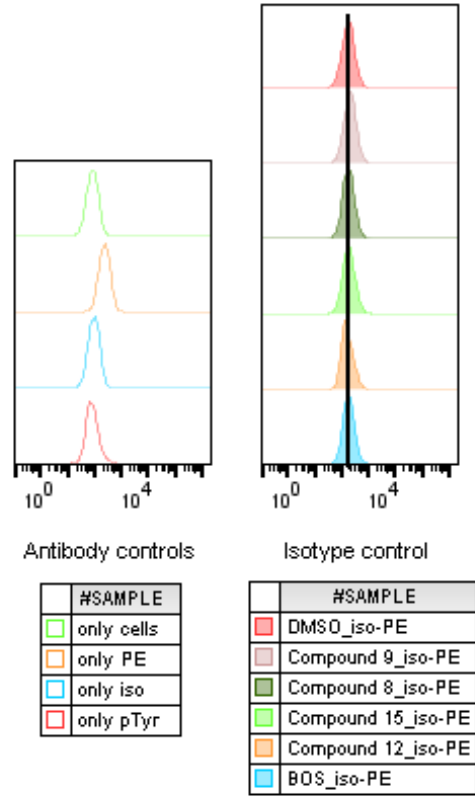 10^0 10^4
10^0 10^4
Antibody controls
Isotype control
#SAMPLE
only cells
only PE
only iso
only pTyr
#SAMPLE
DMSO_iso-PE
Compound 9_iso-PE
Compound 8_iso-PE
Compound 15_iso-PE
Compound 12_iso-PE
BOS_iso-PE